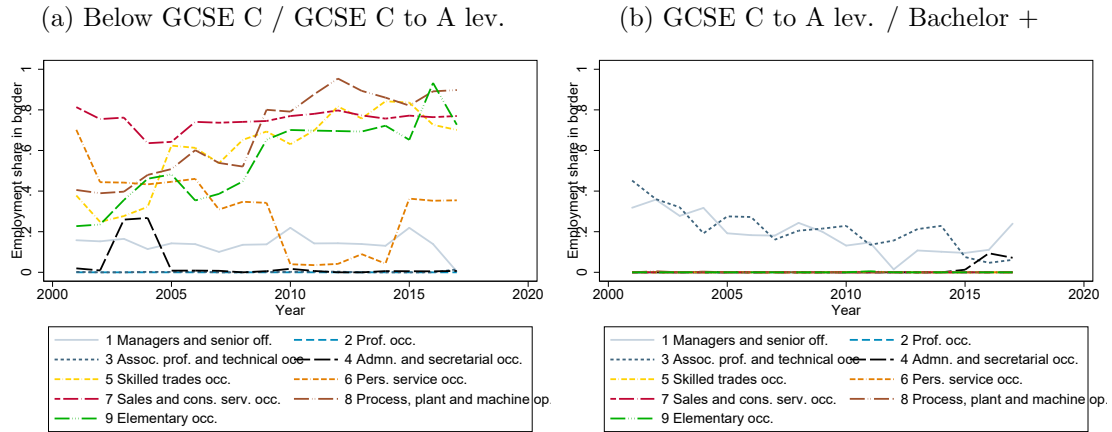 (a) Below GCSE C / GCSE C to A lev.
Employment share in border
1
.8
.6
.4
.2
0
2000 2005 2010 2015 2020
Year
1 Managers and senior off. 2 Prof. occ.
3 Assoc. prof. and technical occ 4 Admn. and secretarial occ.
5 Skilled trades occ. 6 Pers. service occ.
7 Sales and cons. serv. occ. 8 Process, plant and machine op.
9 Elementary occ.
(b) GCSE C to A lev. / Bachelor +
Employment share in border
1
.8
.6
.4
.2
0
2000 2005 2010 2015 2020
Year
1 Managers and senior off. 2 Prof. occ.
3 Assoc. prof. and technical occ 4 Admn. and secretarial occ.
5 Skilled trades occ. 6 Pers. service occ.
7 Sales and cons. serv. occ. 8 Process, plant and machine op.
9 Elementary occ.